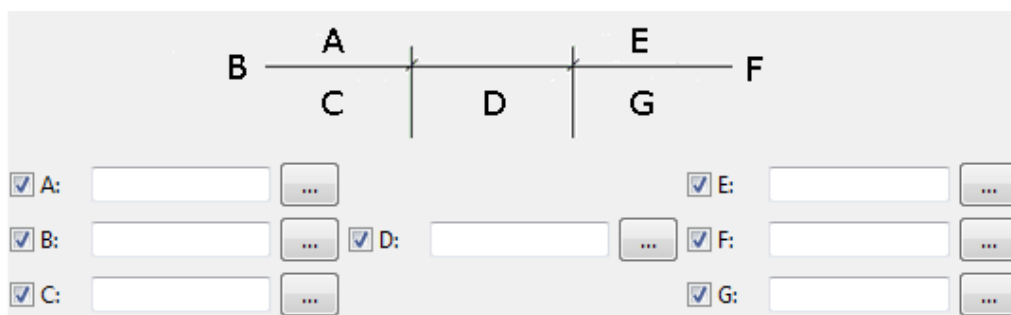 A E
B F
C D G
A: ... E: ...
B: ... D: ... F: ...
C: ... G: ...